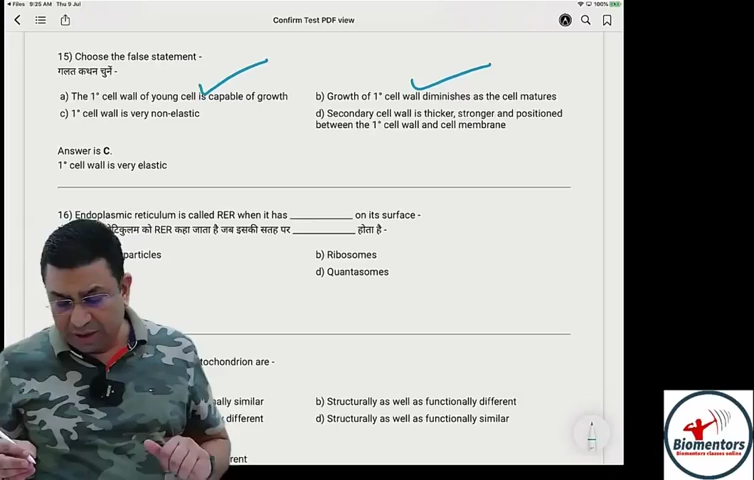 Files 9:25 AM Thu 9 Jul
100%
Confirm Test PDF view
15) Choose the false statement -
गलत कथन चुनें -
a) The 1° cell wall of young cell is capable of growth
b) Growth of 1° cell wall diminishes as the cell matures
c) 1° cell wall is very non-elastic
d) Secondary cell wall is thicker, stronger and positioned
between the 1° cell wall and cell membrane
Answer is C.
1° cell wall is very elastic
16) Endoplasmic reticulum is called RER when it has ___________ on its surface -
को RER कहा जाता है जब इसकी सतह पर ___________ होता है -
particles
b) Ribosomes
d) Quantasomes
are -
similar
b) Structurally as well as functionally different
different
d) Structurally as well as functionally similar
Biomentors
Biomentors classes online